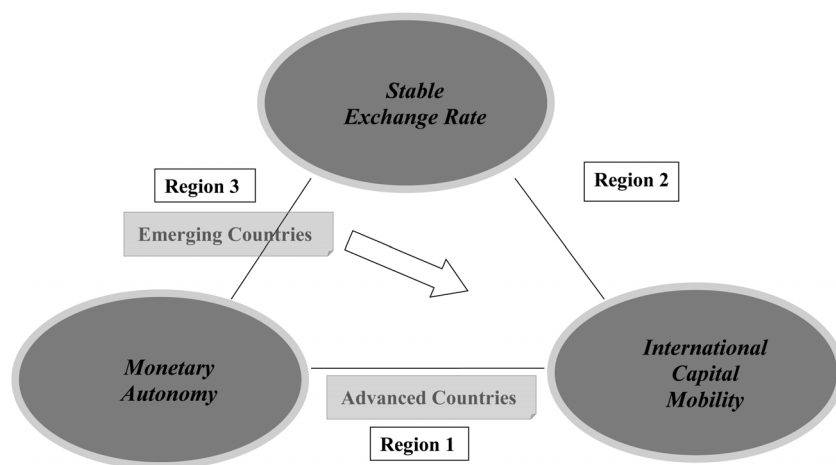 Stable
Exchange Rate
Region 3
Region 2
Emerging Countries
Monetary
Autonomy
International
Capital
Mobility
Advanced Countries
Region 1